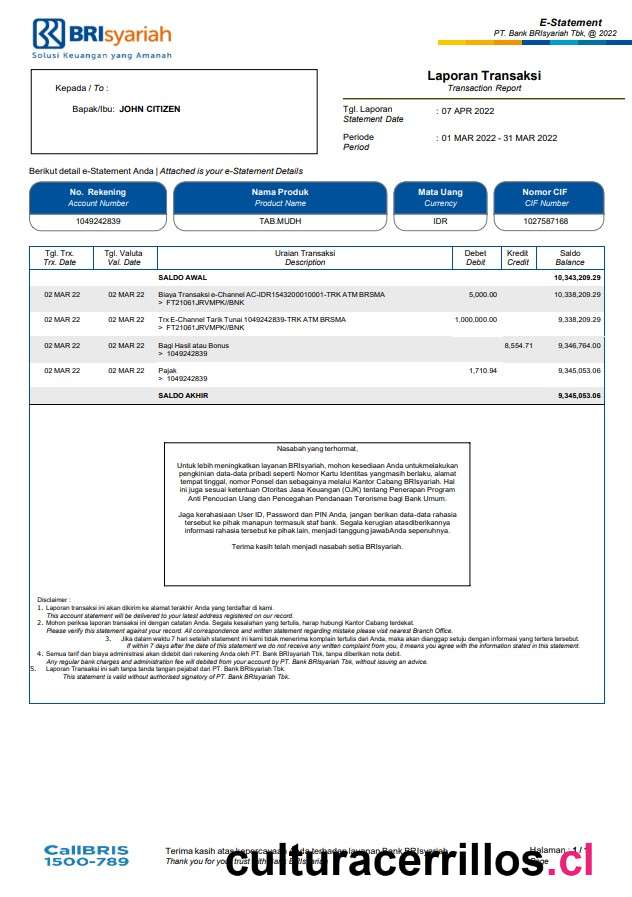 BRIsyariah
Solusi Keuangan yang Amanah
E-Statement
PT. Bank BRIsyariah Tbk, @ 2022
Kepada / To :
Bapak/Ibu: JOHN CITIZEN
Laporan Transaksi
Transaction Report
Tgl. Laporan : 07 APR 2022
Statement Date
Periode : 01 MAR 2022 - 31 MAR 2022
Period
Berikut detail e-Statement Anda | Attached is your e-Statement Details
No. Rekening Nama Produk Mata Uang Nomor CIF
Account Number Product Name Currency CIF Number
1049242839 TAB.MUDH IDR 1027587168
Tgl. Trx. Tgl. Valuta Uraian Transaksi Debet Kredit Saldo
Trx. Date Val. Date Description Debit Credit Balance
SALDO AWAL 10,343,209.29
02 MAR 22 02 MAR 22 Biaya Transaksi e-Channel AC-IDR1543200010001-TRK ATM BRSMA 5,000.00 10,338,209.29
> FT21061JRVMPK//BNK
02 MAR 22 02 MAR 22 Trx E-Channel Tarik Tunai 1049242839-TRK ATM BRSMA 1,000,000.00 9,338,209.29
> FT21061JRVMPK//BNK
02 MAR 22 02 MAR 22 Bagi Hasil atau Bonus 8,554.71 9,346,764.00
> 1049242839
02 MAR 22 02 MAR 22 Pajak 1,710.94 9,345,053.06
> 1049242839
SALDO AKHIR 9,345,053.06
Nasabah yang terhormat,
Untuk lebih meningkatkan layanan BRIsyariah, mohon kesediaan Anda untukmelakukan
pengkinian data-data pribadi seperti Nomor Kartu Identitas yangmasih berlaku, alamat
tempat tinggal, nomor Ponsel dan sebagainya melalui Kantor Cabang BRIsyariah. Hal
ini juga sesuai ketentuan Otoritas Jasa Keuangan (OJK) tentang Penerapan Program
Anti Pencucian Uang dan Pencegahan Pendanaan Terorisme bagi Bank Umum.
Jaga kerahasiaan User ID, Password dan PIN Anda, jangan berikan data-data rahasia
tersebut ke pihak manapun termasuk staf bank. Segala kerugian atasdiberikannya
informasi rahasia tersebut ke pihak lain, menjadi tanggung jawabAnda sepenuhnya.
Terima kasih telah menjadi nasabah setia BRIsyariah.
Disclaimer :
1. Laporan transaksi ini akan dikirim ke alamat terakhir Anda yang terdaftar di kami.
This account statement will be delivered to your latest address registered on our record.
2. Mohon periksa laporan transaksi ini dengan catatan Anda. Segala kesalahan yang tertulis, harap hubungi Kantor Cabang terdekat.
Please verify this statement against your record. All correspondence and written statement regarding mistake please visit nearest Branch Office.
3. Jika dalam waktu 7 hari setelah statement ini kami tidak menerima komplain tertulis dari Anda, maka akan dianggap setuju dengan informasi yang tertera tersebut.
If within 7 days after the date of this statement we do not receive any written complaint from you, it means you agree with the information stated in this statement.
4. Semua tarif dan biaya administrasi akan didebit dari rekening Anda oleh PT. Bank BRIsyariah Tbk, tanpa diberikan nota debit.
Any regular bank charges and administration fee will debited from your account by PT. Bank BRIsyariah Tbk, without issuing an advice.
5. Laporan Transaksi ini sah tanpa tanda tangan pejabat dari PT. Bank BRIsyariah Tbk.
This statement is valid without authorised signatory of PT. Bank BRIsyariah Tbk.
CallBRIS
1500-789
Terima kasih atas kepercayaan Anda terhadap layanan Bank BRIsyariah
Thank you for your trust with Bank BRIsyariah
Halaman : 1 / 1
Page
culturacerrillos.cl